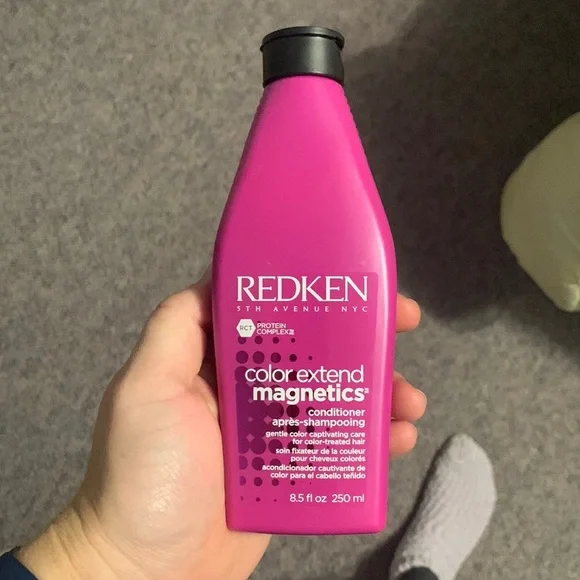 REDKEN
5TH AVENUE NYC
RCT PROTEIN
COMPLEX
color extend
magnetics
conditioner
après-shampooing
gentle color captivating care
for color-treated hair
soin fixateur de la couleur
pour cheveux colorés
acondicionador cautivante de
color para el cabello teñido
8.5 fl oz 250 ml